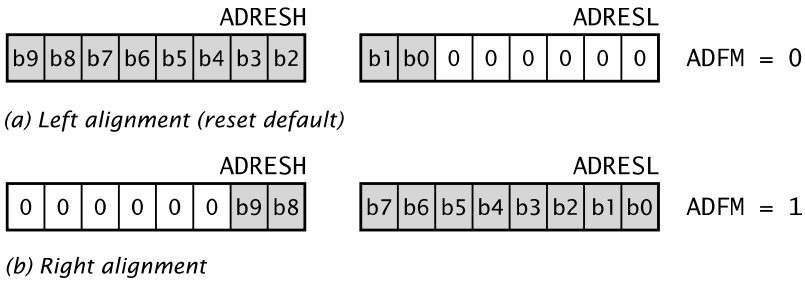 ADRESH ADRESL
b9 b8 b7 b6 b5 b4 b3 b2 b1 b0 0 0 0 0 0 0 ADFM = 0
(a) Left alignment (reset default)
ADRESH ADRESL
0 0 0 0 0 0 b9 b8 b7 b6 b5 b4 b3 b2 b1 b0 ADFM = 1
(b) Right alignment